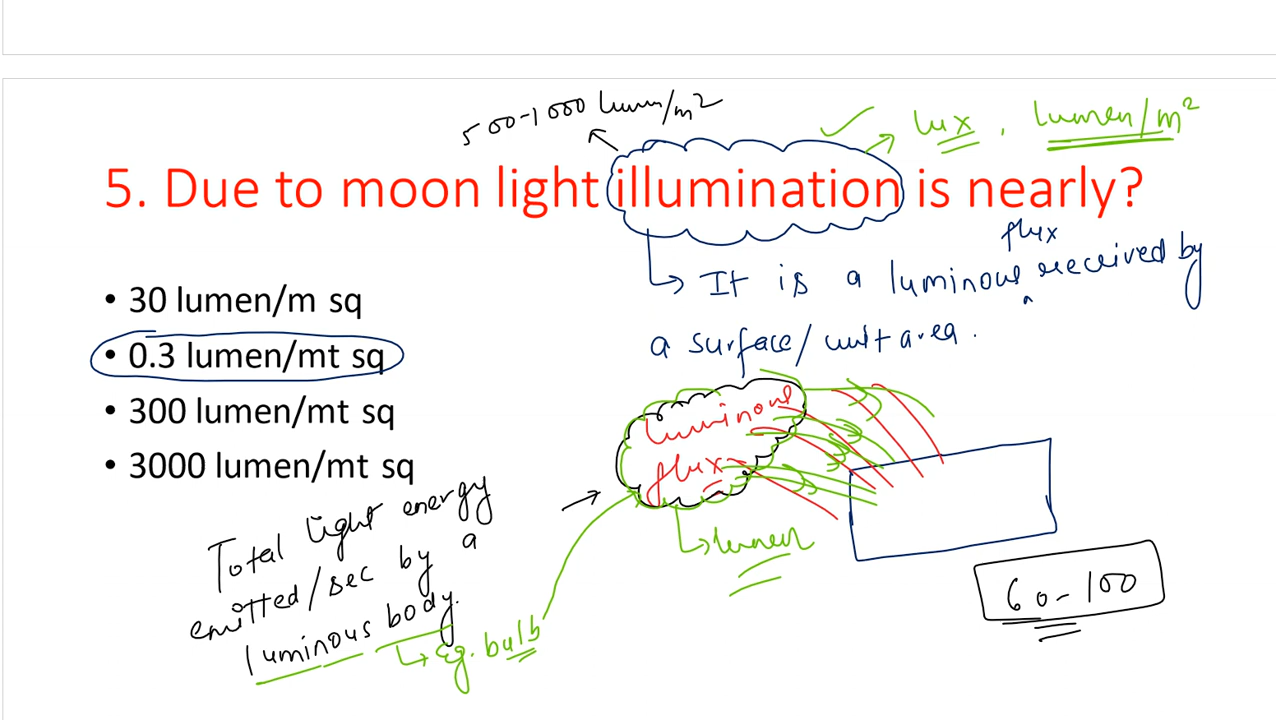 500-1000 lumen/m²
lux, lumen/m²
5. Due to moon light illumination is nearly?
flux
It is a luminous received by
a surface/unit area.
• 30 lumen/m sq
• 0.3 lumen/mt sq
• 300 lumen/mt sq
• 3000 lumen/mt sq
luminous
flux
lumen
Total light energy
emitted/sec by a
luminous body.
Eg. bulb
60-100